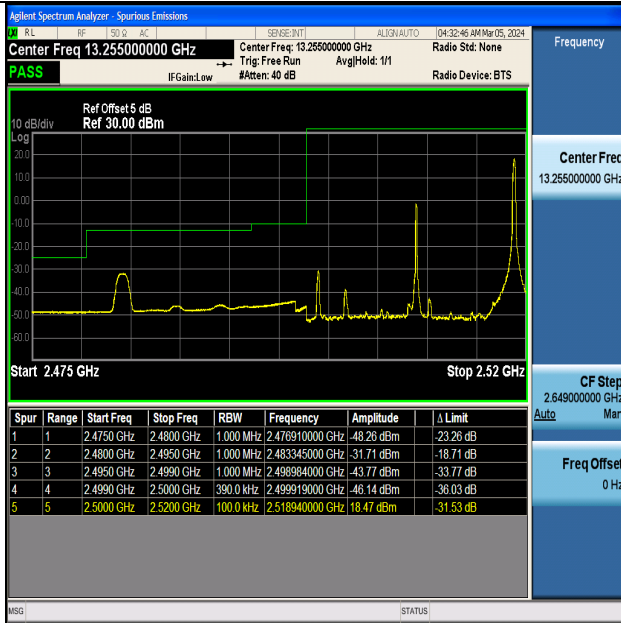 Agilent Spectrum Analyzer - Spurious Emissions
RL RF 50 Ω AC SENSE:INT ALIGN AUTO 04:32:46 AM Mar 05, 2024
Center Freq 13.255000000 GHz
Center Freq: 13.255000000 GHz
Radio Std: None
Trig: Free Run Avg|Hold: 1/1
PASS
IFGain:Low
#Atten: 40 dB
Radio Device: BTS
Ref Offset 5 dB
10 dB/div Ref 30.00 dBm
Log
20.0
10.0
0.00
-10.0
-20.0
-30.0
-40.0
-50.0
-60.0
Start 2.475 GHz Stop 2.52 GHz
Spur Range Start Freq Stop Freq RBW Frequency Amplitude Δ Limit
1 1 2.4750 GHz 2.4800 GHz 1.000 MHz 2.476910000 GHz -48.26 dBm -23.26 dB
2 2 2.4800 GHz 2.4950 GHz 1.000 MHz 2.483345000 GHz -31.71 dBm -18.71 dB
3 3 2.4950 GHz 2.4990 GHz 1.000 MHz 2.498984000 GHz -43.77 dBm -33.77 dB
4 4 2.4990 GHz 2.5000 GHz 390.0 kHz 2.499919000 GHz -46.14 dBm -36.03 dB
5 5 2.5000 GHz 2.5200 GHz 100.0 kHz 2.518940000 GHz 18.47 dBm -31.53 dB
Frequency
Center Freq
13.255000000 GHz
CF Step
2.649000000 GHz
Auto Man
Freq Offset
0 Hz
MSG STATUS